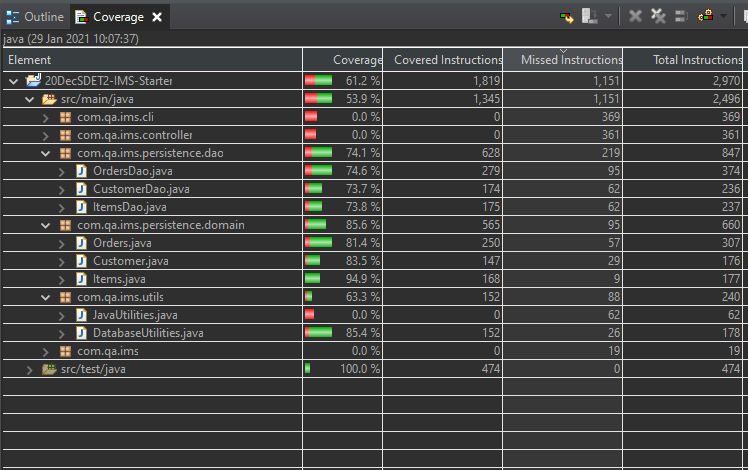 Outline Coverage
java (29 Jan 2021 10:07:37)
Element Coverage Covered Instructions Missed Instructions Total Instructions
20DecSDET2-IMS-Starter 61.2 % 1,819 1,151 2,970
src/main/java 53.9 % 1,345 1,151 2,496
com.qa.ims.cli 0.0 % 0 369 369
com.qa.ims.controller 0.0 % 0 361 361
com.qa.ims.persistence.dao 74.1 % 628 219 847
OrdersDao.java 74.6 % 279 95 374
CustomerDao.java 73.7 % 174 62 236
ItemsDao.java 73.8 % 175 62 237
com.qa.ims.persistence.domain 85.6 % 565 95 660
Orders.java 81.4 % 250 57 307
Customer.java 83.5 % 147 29 176
Items.java 94.9 % 168 9 177
com.qa.ims.utils 63.3 % 152 88 240
JavaUtilities.java 0.0 % 0 62 62
DatabaseUtilities.java 85.4 % 152 26 178
com.qa.ims 0.0 % 0 19 19
src/test/java 100.0 % 474 0 474